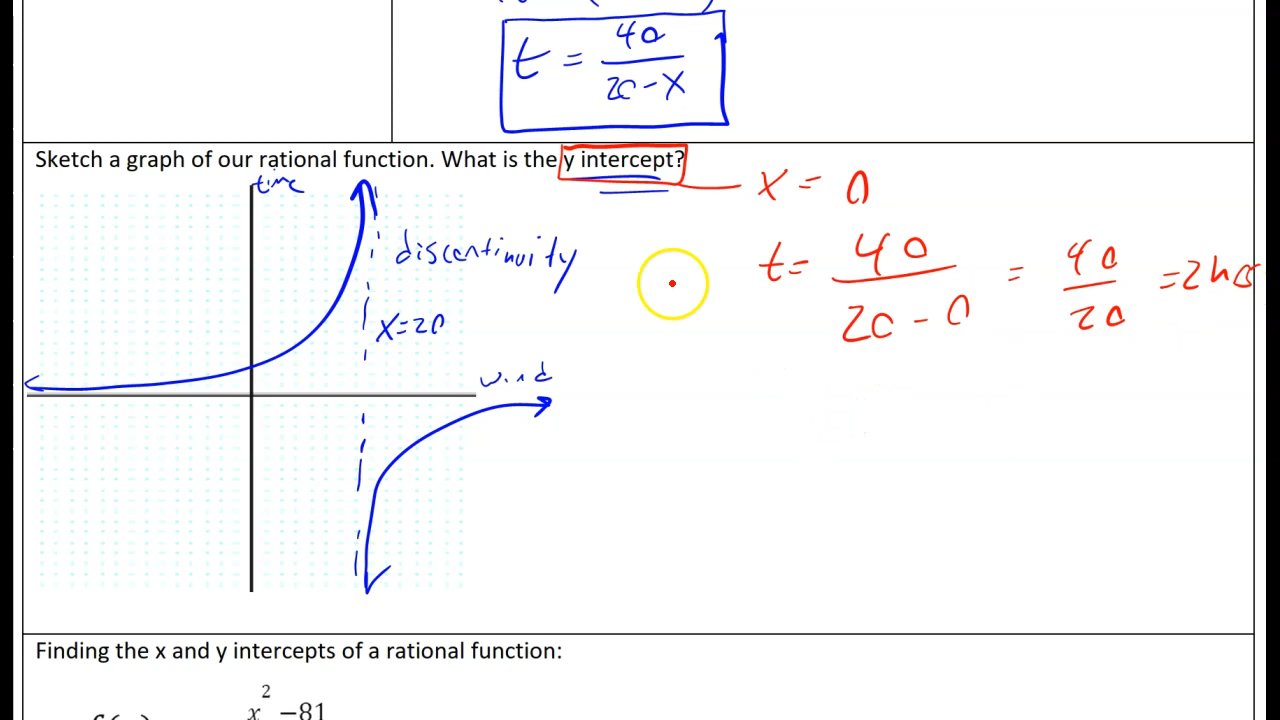 t = 40 / (20 - x)
Sketch a graph of our rational function. What is the y intercept?
time
x = 0
discontinuity
t = 40 / (20 - 0) = 40 / 20 = 2 hrs
x = 20
wind
Finding the x and y intercepts of a rational function:
x² - 81